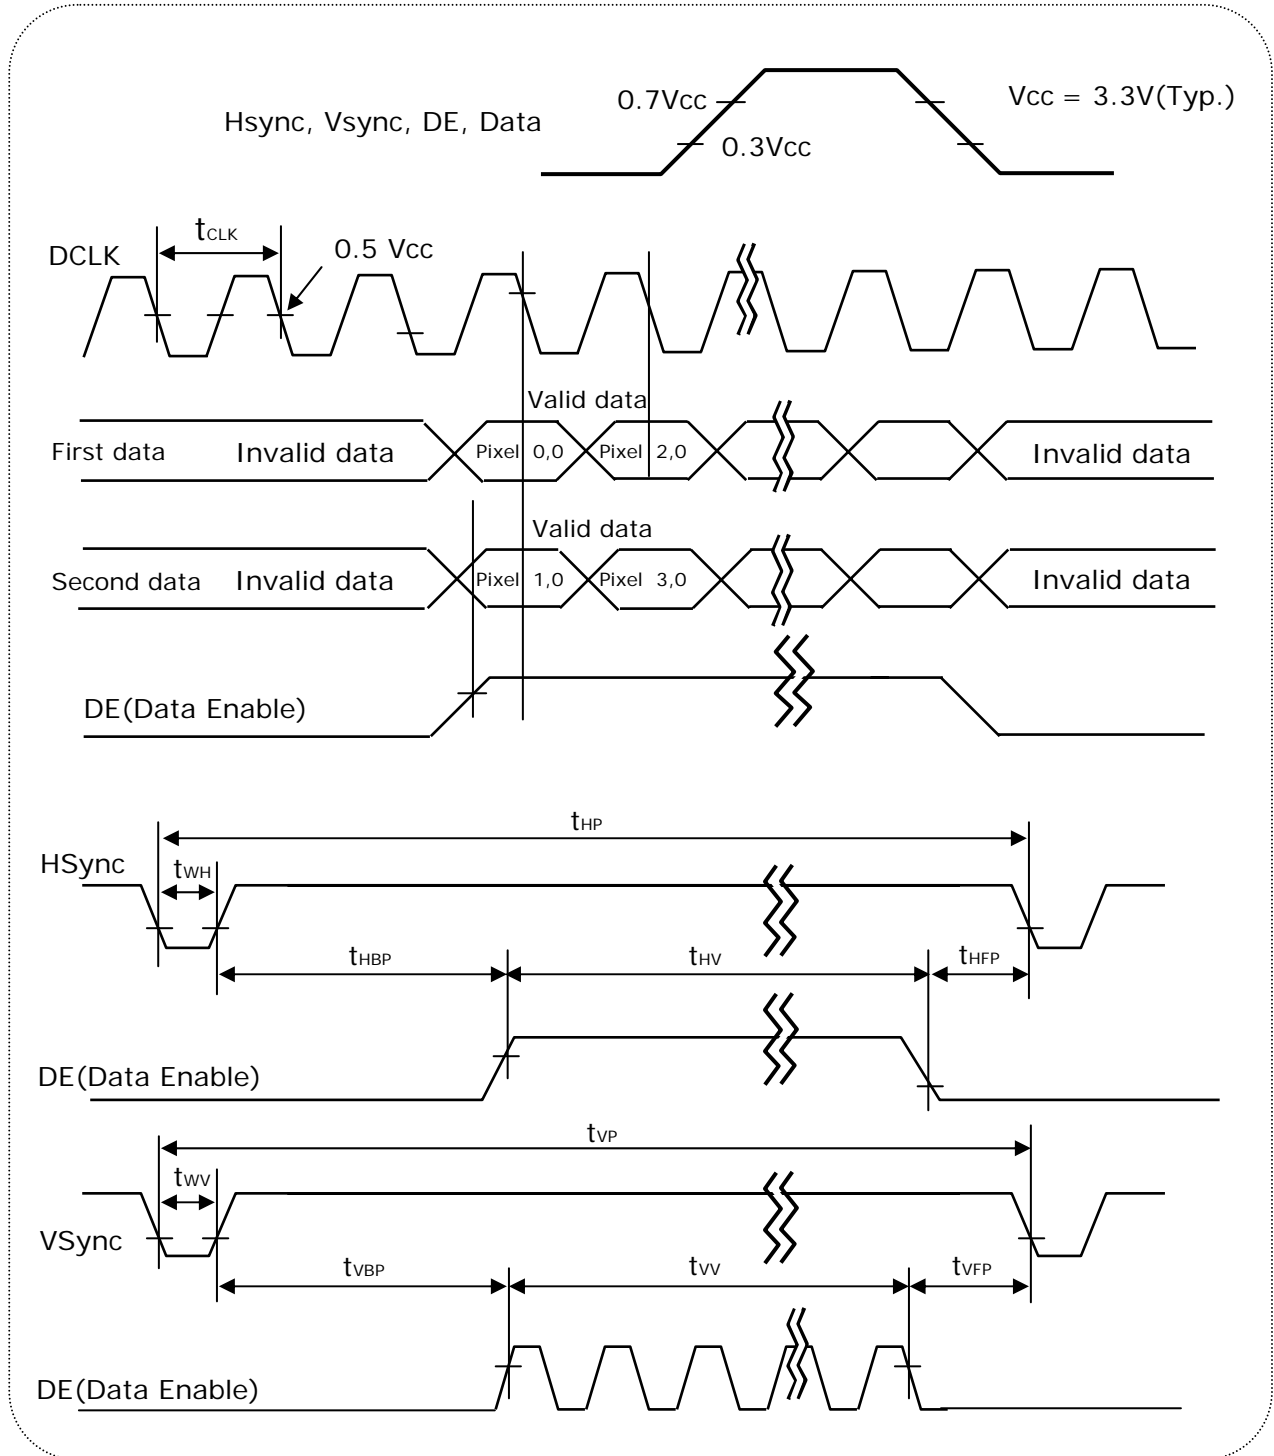 0.7Vcc
Vcc = 3.3V(Typ.)
Hsync, Vsync, DE, Data
0.3Vcc
tCLK
DCLK
0.5 Vcc
Valid data
First data
Invalid data
Pixel 0,0
Pixel 2,0
Invalid data
Valid data
Second data
Invalid data
Pixel 1,0
Pixel 3,0
Invalid data
DE(Data Enable)
tHP
HSync
tWH
tHBP
tHV
tHFP
DE(Data Enable)
tVP
tWV
VSync
tVBP
tVV
tVFP
DE(Data Enable)